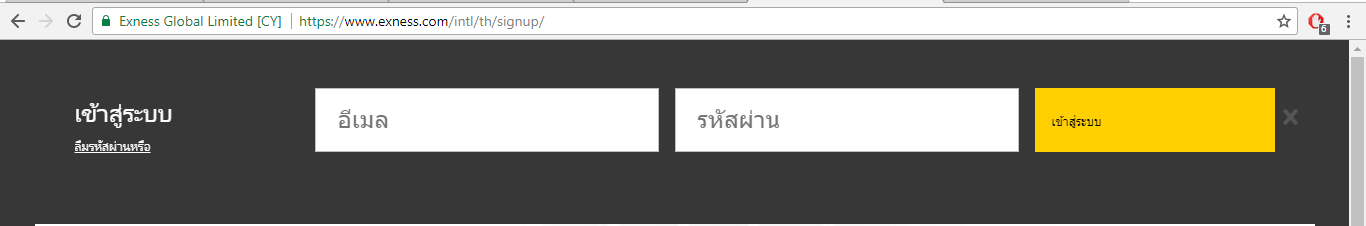 Exness Global Limited [CY]
https://www.exness.com/intl/th/signup/
6
เข้าสู่ระบบ
ลืมรหัสผ่านหรือ
อีเมล
รหัสผ่าน
เข้าสู่ระบบ